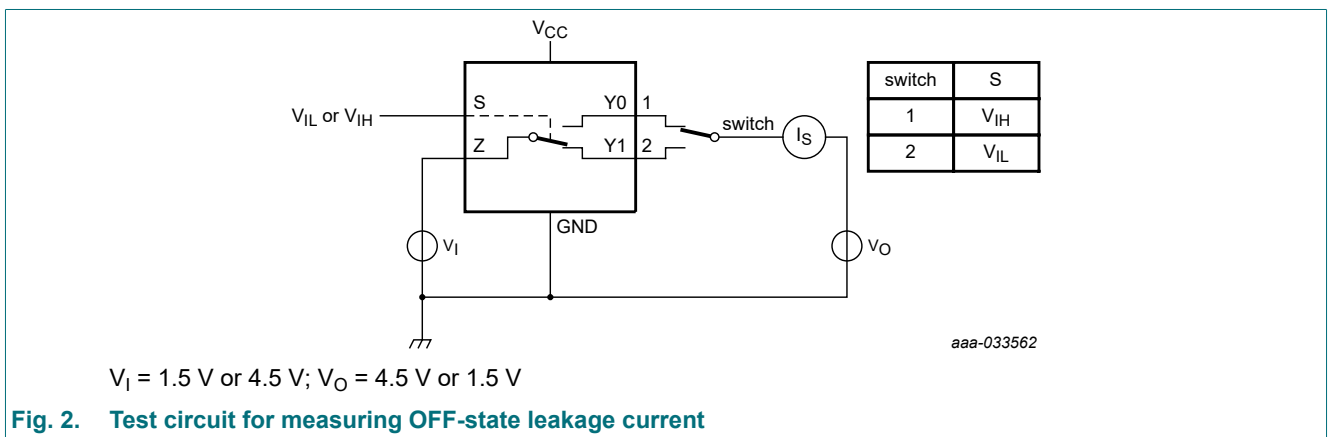 VCC
switch S
1 VIH
2 VIL
VIL or VIH
S
Y0 1
switch
IS
Z
Y1 2
GND
VI
VO
aaa-033562
VI = 1.5 V or 4.5 V; VO = 4.5 V or 1.5 V
Fig. 2. Test circuit for measuring OFF-state leakage current